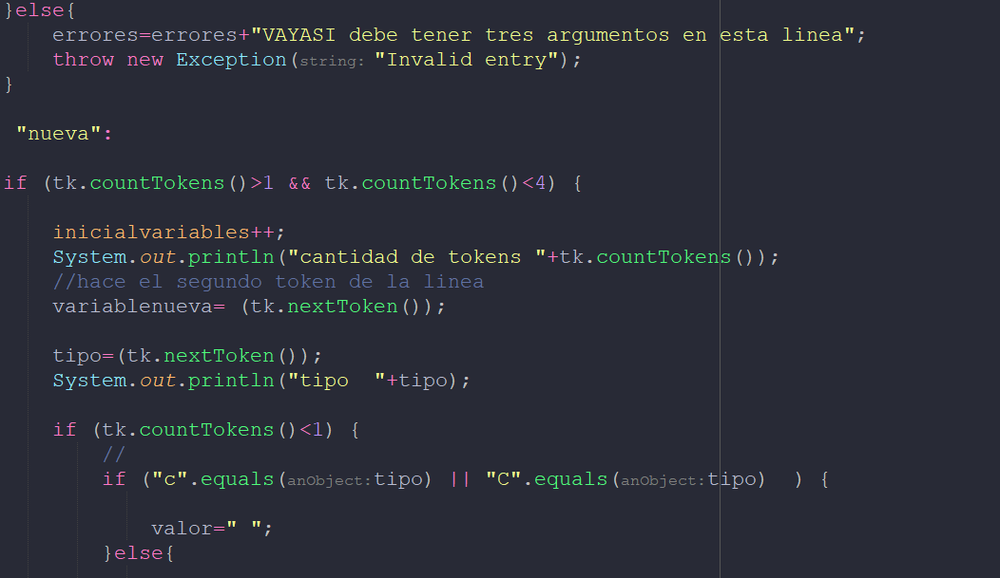 }else{
errores=errores+"VAYASI debe tener tres argumentos en esta linea";
throw new Exception(string: "Invalid entry");
}
"nueva":
if (tk.countTokens()>1 && tk.countTokens()<4) {
inicialvariables++;
System.out.println("cantidad de tokens "+tk.countTokens());
//hace el segundo token de la linea
variablenueva= (tk.nextToken());
tipo=(tk.nextToken());
System.out.println("tipo  "+tipo);
if (tk.countTokens()<1) {
//
if ("c".equals(anObject:tipo) || "C".equals(anObject:tipo)  ) {
valor=" ";
}else{